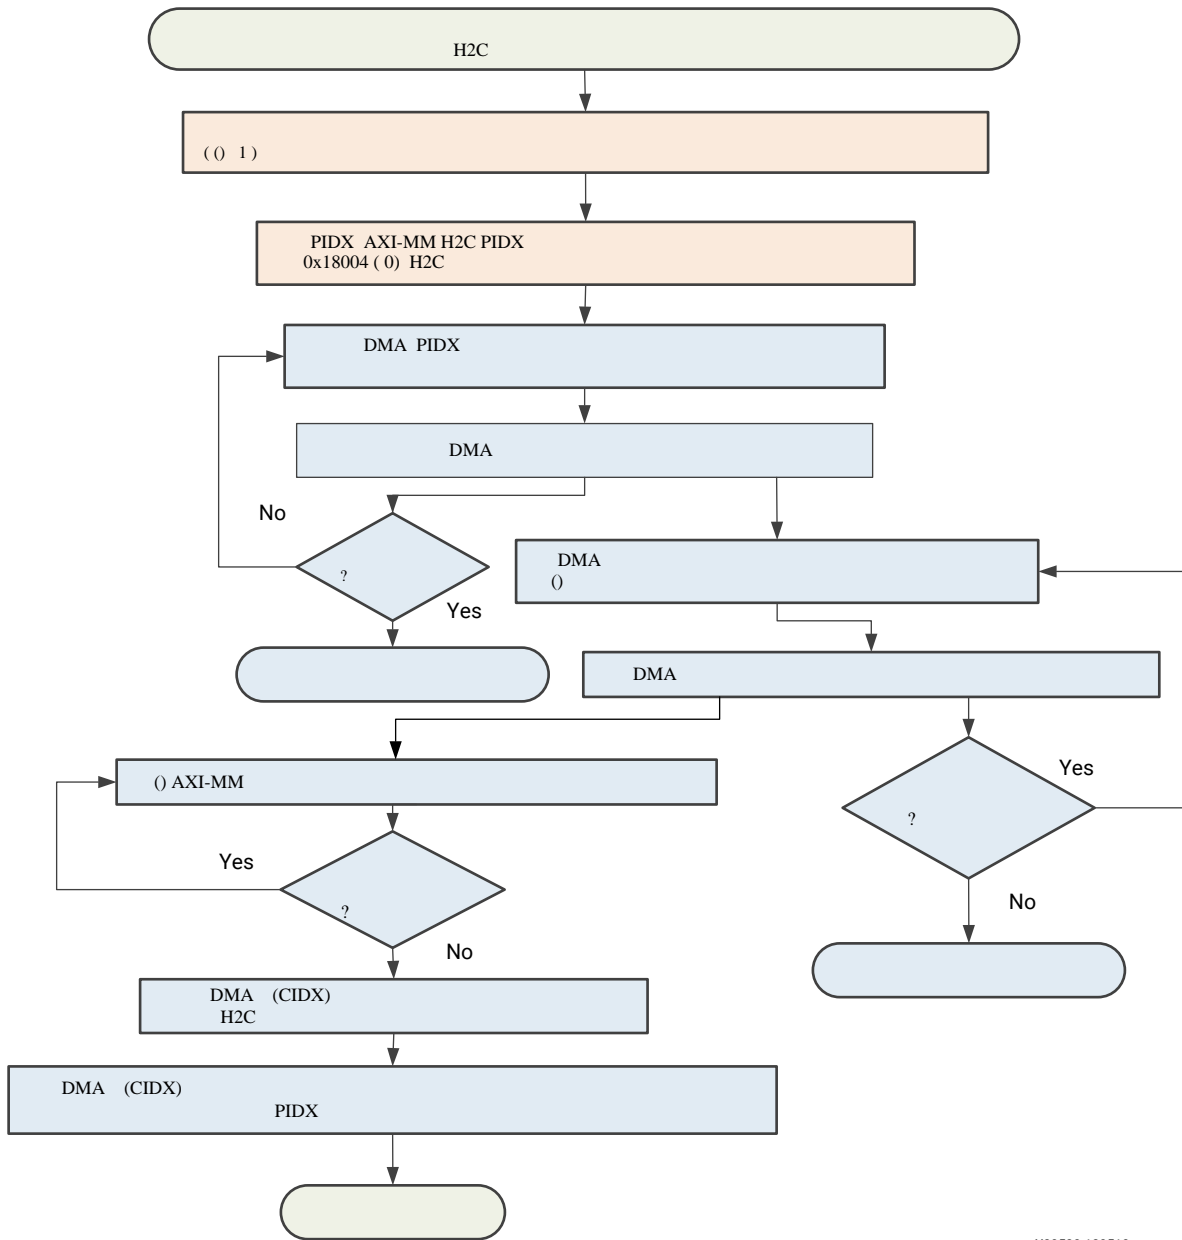 H2C
( () 1 )
PIDX AXI-MM H2C PIDX
0x18004 ( 0) H2C
DMA PIDX
DMA
No
?
Yes
DMA
()
DMA
() AXI-MM
Yes
?
Yes
?
No
No
DMA (CIDX)
H2C
DMA (CIDX)
PIDX